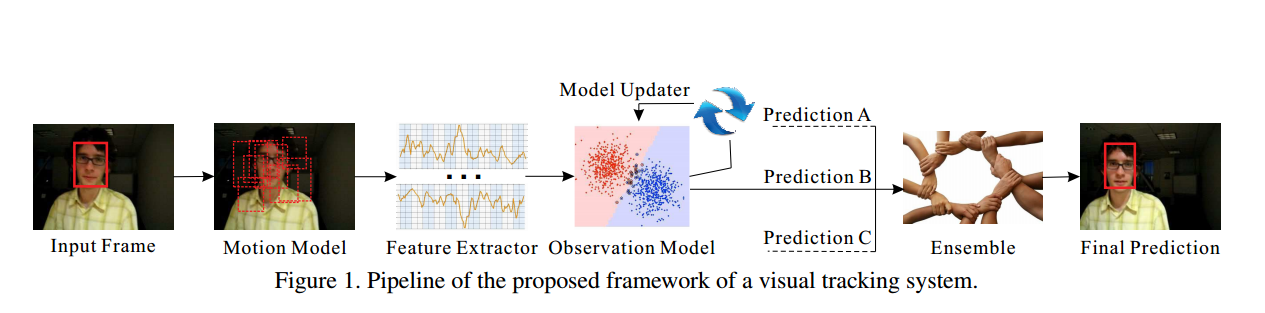 Model Updater
Prediction A
Prediction B
Prediction C
Input Frame
Motion Model
Feature Extractor
Observation Model
Ensemble
Final Prediction
Figure 1. Pipeline of the proposed framework of a visual tracking system.